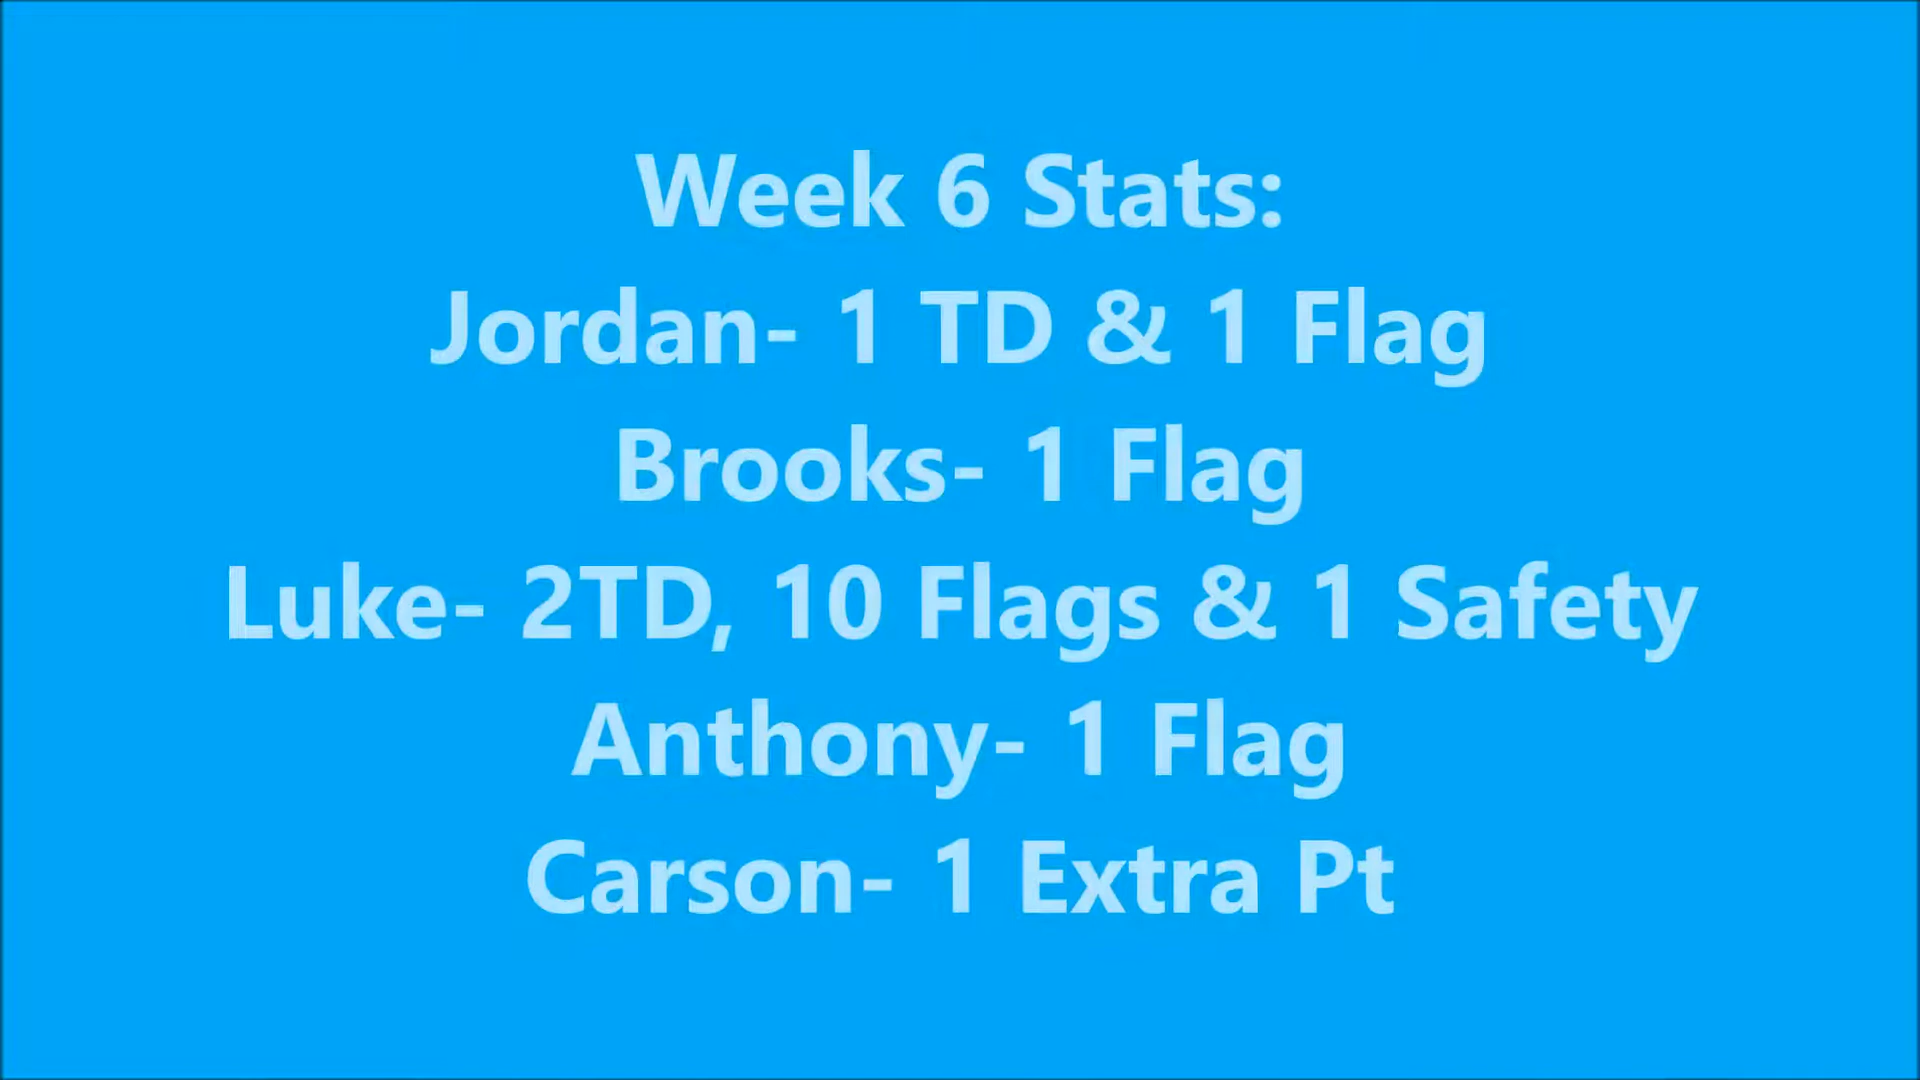 Week 6 Stats:
Jordan- 1 TD & 1 Flag
Brooks- 1 Flag
Luke- 2TD, 10 Flags & 1 Safety
Anthony- 1 Flag
Carson- 1 Extra Pt